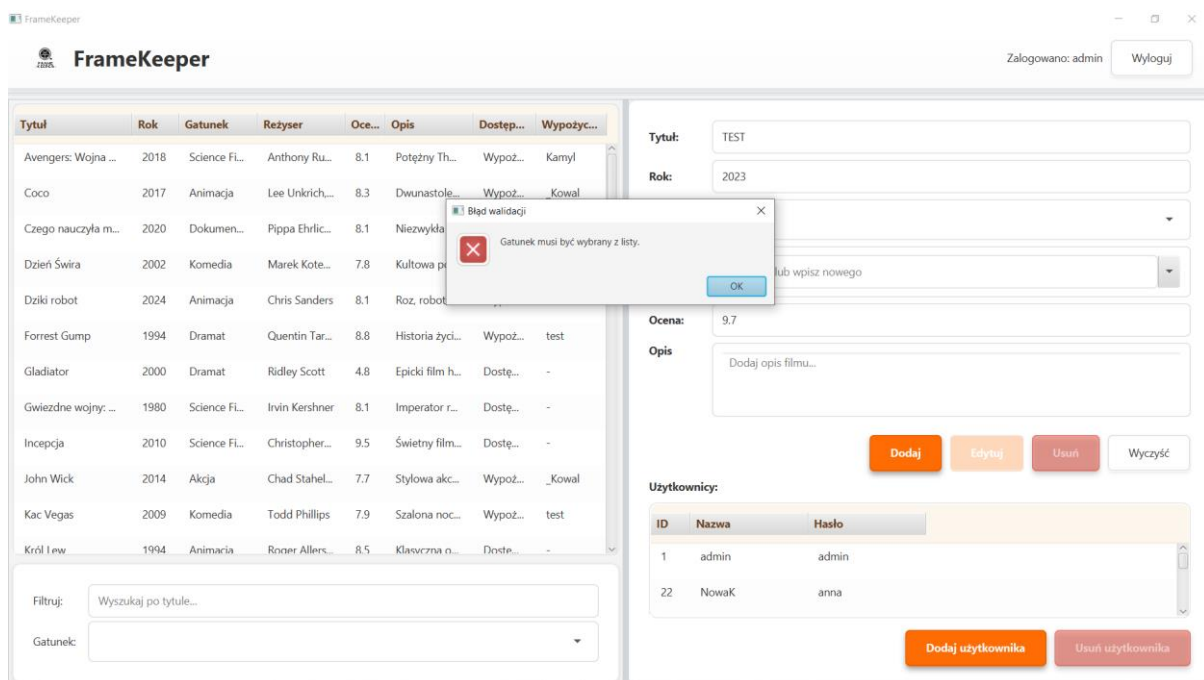 FrameKeeper
FrameKeeper
Zalogowano: admin Wyloguj
Tytuł Rok Gatunek Reżyser Oce... Opis Dostęp... Wypożyc...
Avengers: Wojna ... 2018 Science Fi... Anthony Ru... 8.1 Potężny Th... Wypoż... Kamyl
Coco 2017 Animacja Lee Unkrich,... 8.3 Dwunastole... Wypoż... _Kowal
Czego nauczyła m... 2020 Dokumen... Pippa Ehrlic... 8.1 Niezwykła
Dzień Świra 2002 Komedia Marek Kote... 7.8 Kultowa
Dziki robot 2024 Animacja Chris Sanders 8.1 Roz, robot
Forrest Gump 1994 Dramat Quentin Tar... 8.8 Historia życi... Wypoż... test
Gladiator 2000 Dramat Ridley Scott 4.8 Epicki film h... Dostę... -
Gwiezdne wojny: ... 1980 Science Fi... Irvin Kershner 8.1 Imperator r... Dostę... -
Incepcja 2010 Science Fi... Christopher... 9.5 Świetny film... Dostę... -
John Wick 2014 Akcja Chad Stahel... 7.7 Stylowa akc... Wypoż... _Kowal
Kac Vegas 2009 Komedia Todd Phillips 7.9 Szalona noc... Wypoż... test
Król Lew 1994 Animacja Roger Allers... 8.5 Klasyczna o... Dostę... -
Filtruj: Wyszukaj po tytule...
Gatunek:
Błąd walidacji
Gatunek musi być wybrany z listy.
OK
Tytuł: TEST
Rok: 2023
lub wpisz nowego
Ocena: 9.7
Opis Dodaj opis filmu...
Dodaj Edytuj Usuń Wyczyść
Użytkownicy:
ID Nazwa Hasło
1 admin admin
22 NowaK anna
Dodaj użytkownika Usuń użytkownika